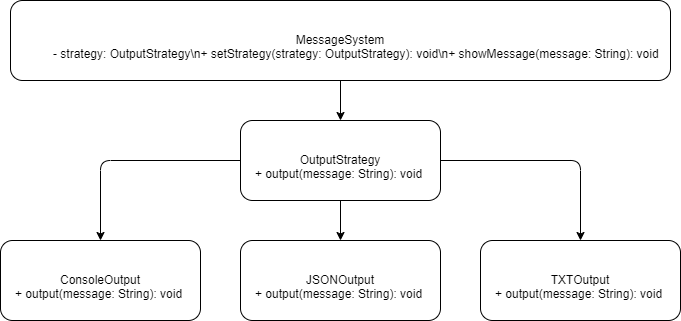 MessageSystem
- strategy: OutputStrategy\n+ setStrategy(strategy: OutputStrategy): void\n+ showMessage(message: String): void
OutputStrategy
+ output(message: String): void
ConsoleOutput
+ output(message: String): void
JSONOutput
+ output(message: String): void
TXTOutput
+ output(message: String): void